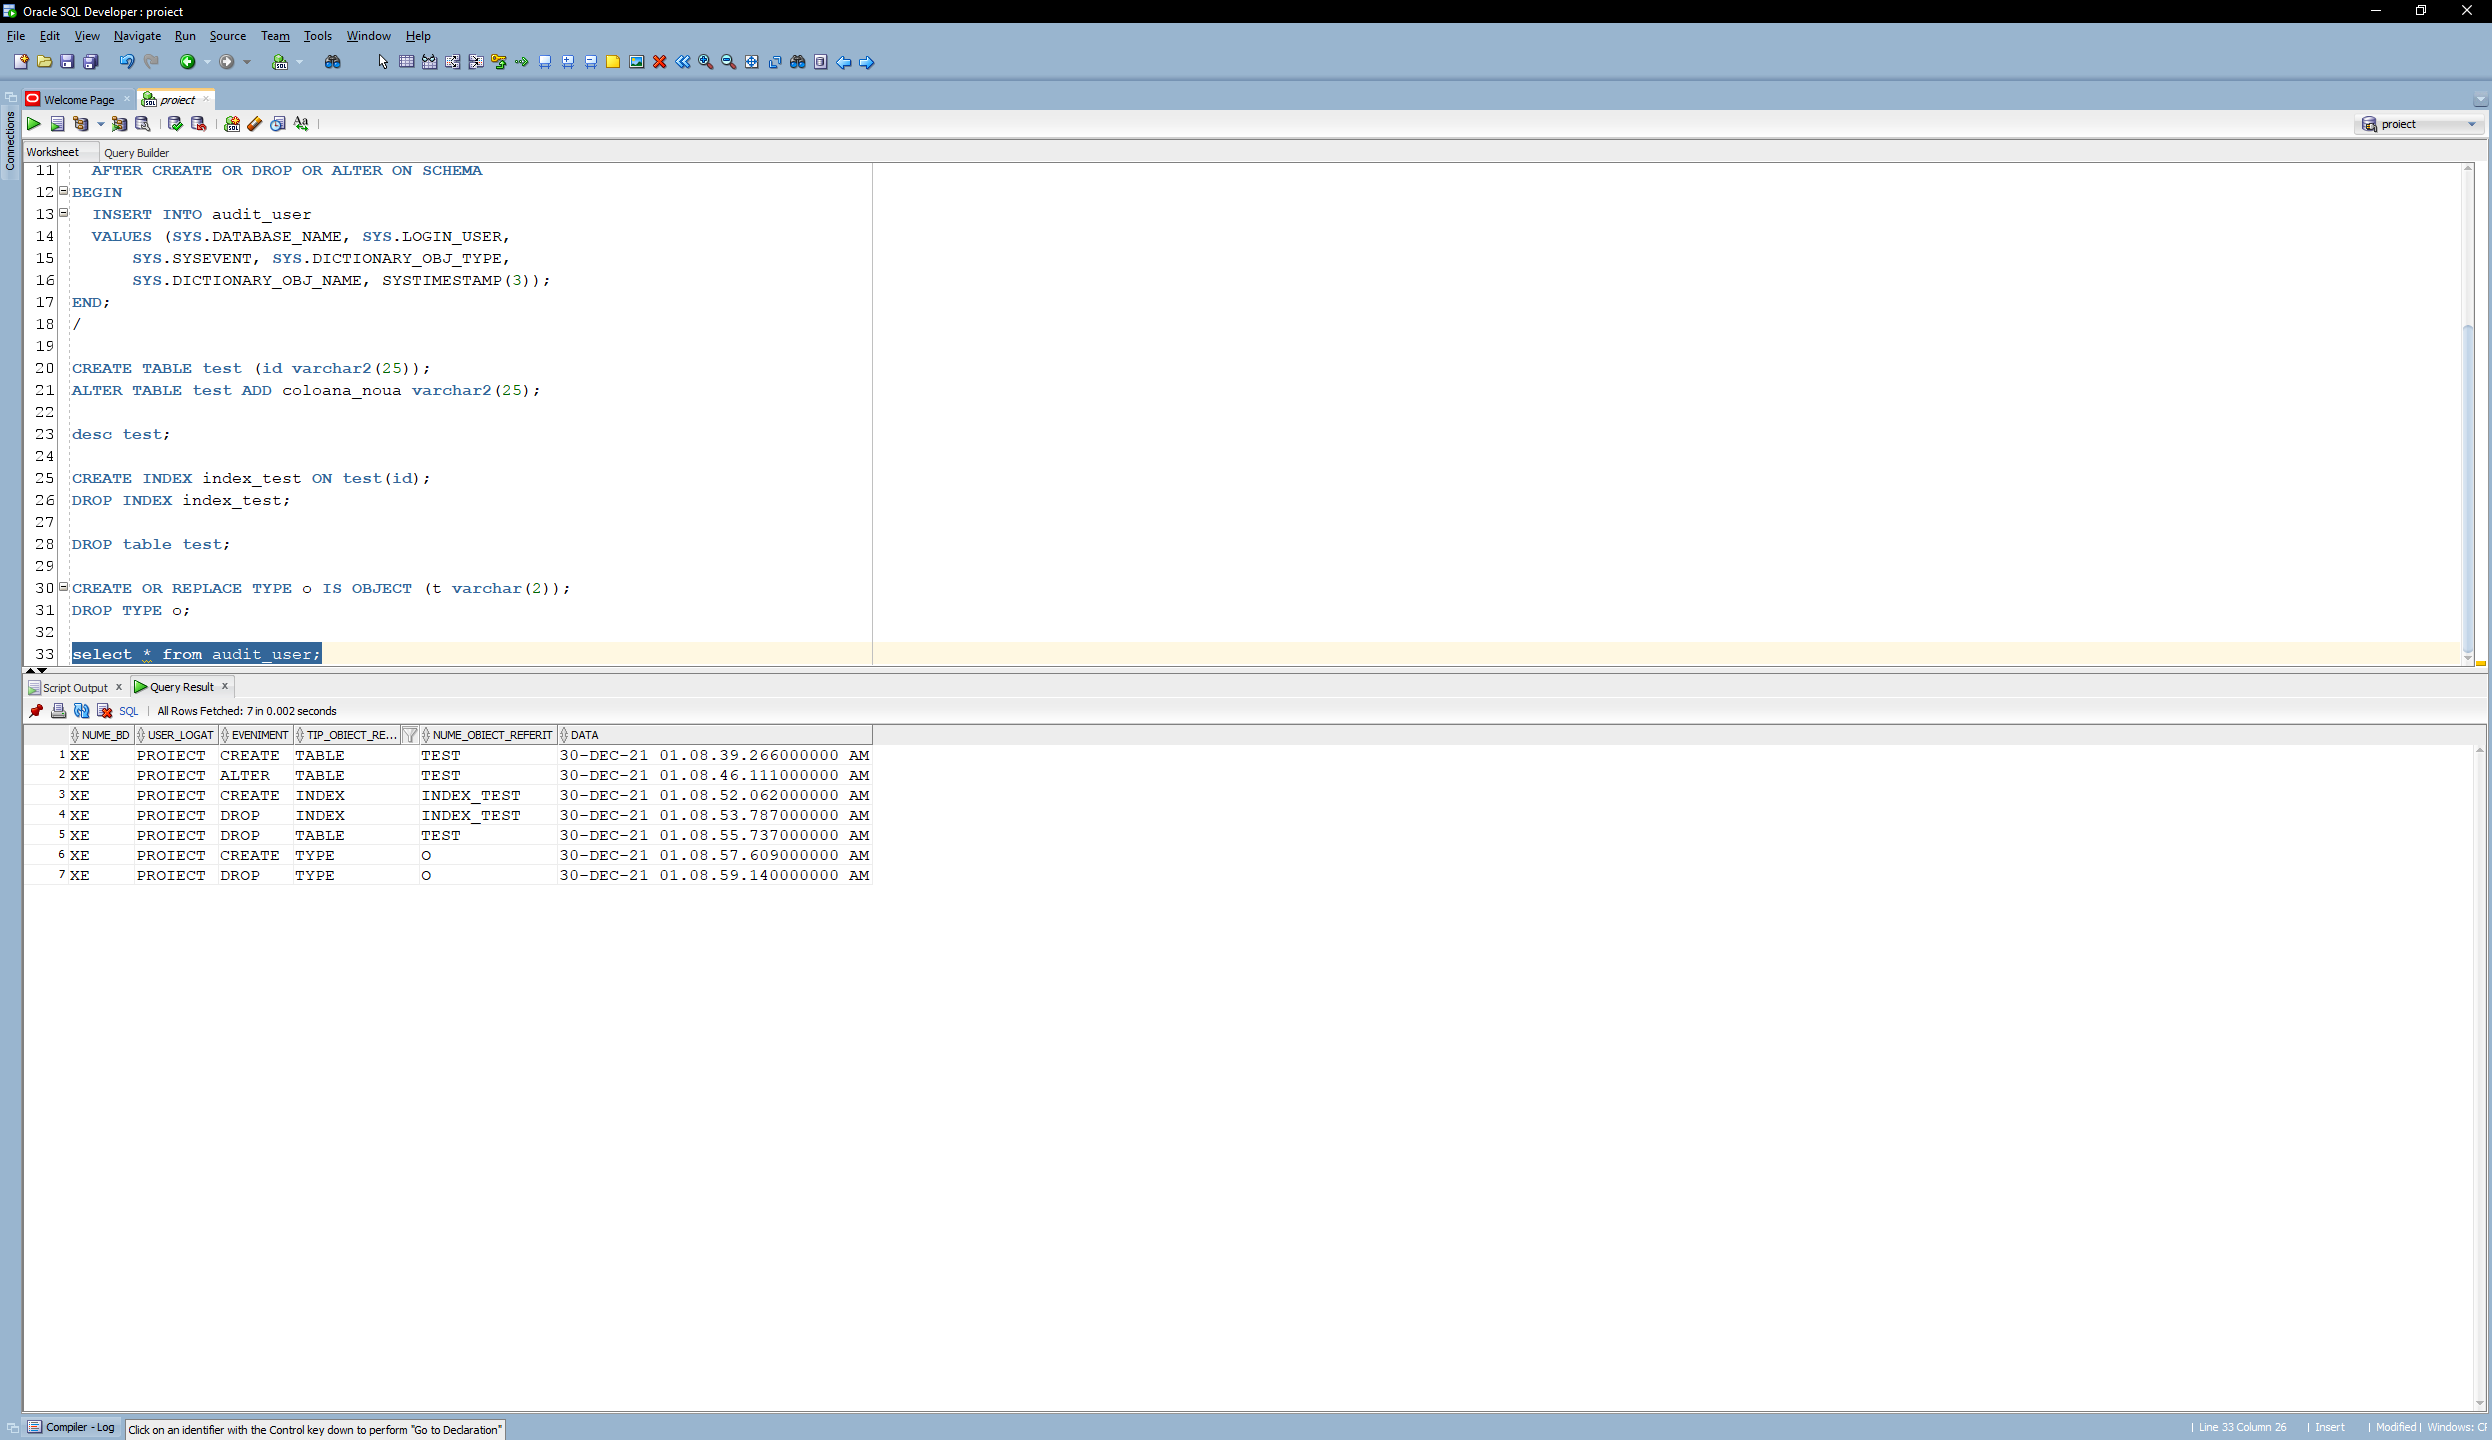 Oracle SQL Developer : proiect
File Edit View Navigate Run Source Team Tools Window Help
Connections
Welcome Page proiect
proiect
Worksheet Query Builder
11 AFTER CREATE OR DROP OR ALTER ON SCHEMA
12 BEGIN
13 INSERT INTO audit_user
14 VALUES (SYS.DATABASE_NAME, SYS.LOGIN_USER,
15 SYS.SYSEVENT, SYS.DICTIONARY_OBJ_TYPE,
16 SYS.DICTIONARY_OBJ_NAME, SYSTIMESTAMP(3));
17 END;
18 /
19
20 CREATE TABLE test (id varchar2(25));
21 ALTER TABLE test ADD coloana_noua varchar2(25);
22
23 desc test;
24
25 CREATE INDEX index_test ON test(id);
26 DROP INDEX index_test;
27
28 DROP table test;
29
30 CREATE OR REPLACE TYPE o IS OBJECT (t varchar(2));
31 DROP TYPE o;
32
33 select * from audit_user;
Script Output x Query Result x
SQL | All Rows Fetched: 7 in 0.002 seconds
NUME_BD USER_LOGAT EVENIMENT TIP_OBJECT_RE... NUME_OBJECT_REFERIT DATA
1 XE PROIECT CREATE TABLE TEST 30-DEC-21 01.08.39.266000000 AM
2 XE PROIECT ALTER TABLE TEST 30-DEC-21 01.08.46.111000000 AM
3 XE PROIECT CREATE INDEX INDEX_TEST 30-DEC-21 01.08.52.062000000 AM
4 XE PROIECT DROP INDEX INDEX_TEST 30-DEC-21 01.08.53.787000000 AM
5 XE PROIECT DROP TABLE TEST 30-DEC-21 01.08.55.737000000 AM
6 XE PROIECT CREATE TYPE O 30-DEC-21 01.08.57.609000000 AM
7 XE PROIECT DROP TYPE O 30-DEC-21 01.08.59.140000000 AM
Compiler - Log Click on an identifier with the Control key down to perform "Go to Declaration" | Line 33 Column 26 | Insert | Modified | Windows: CF